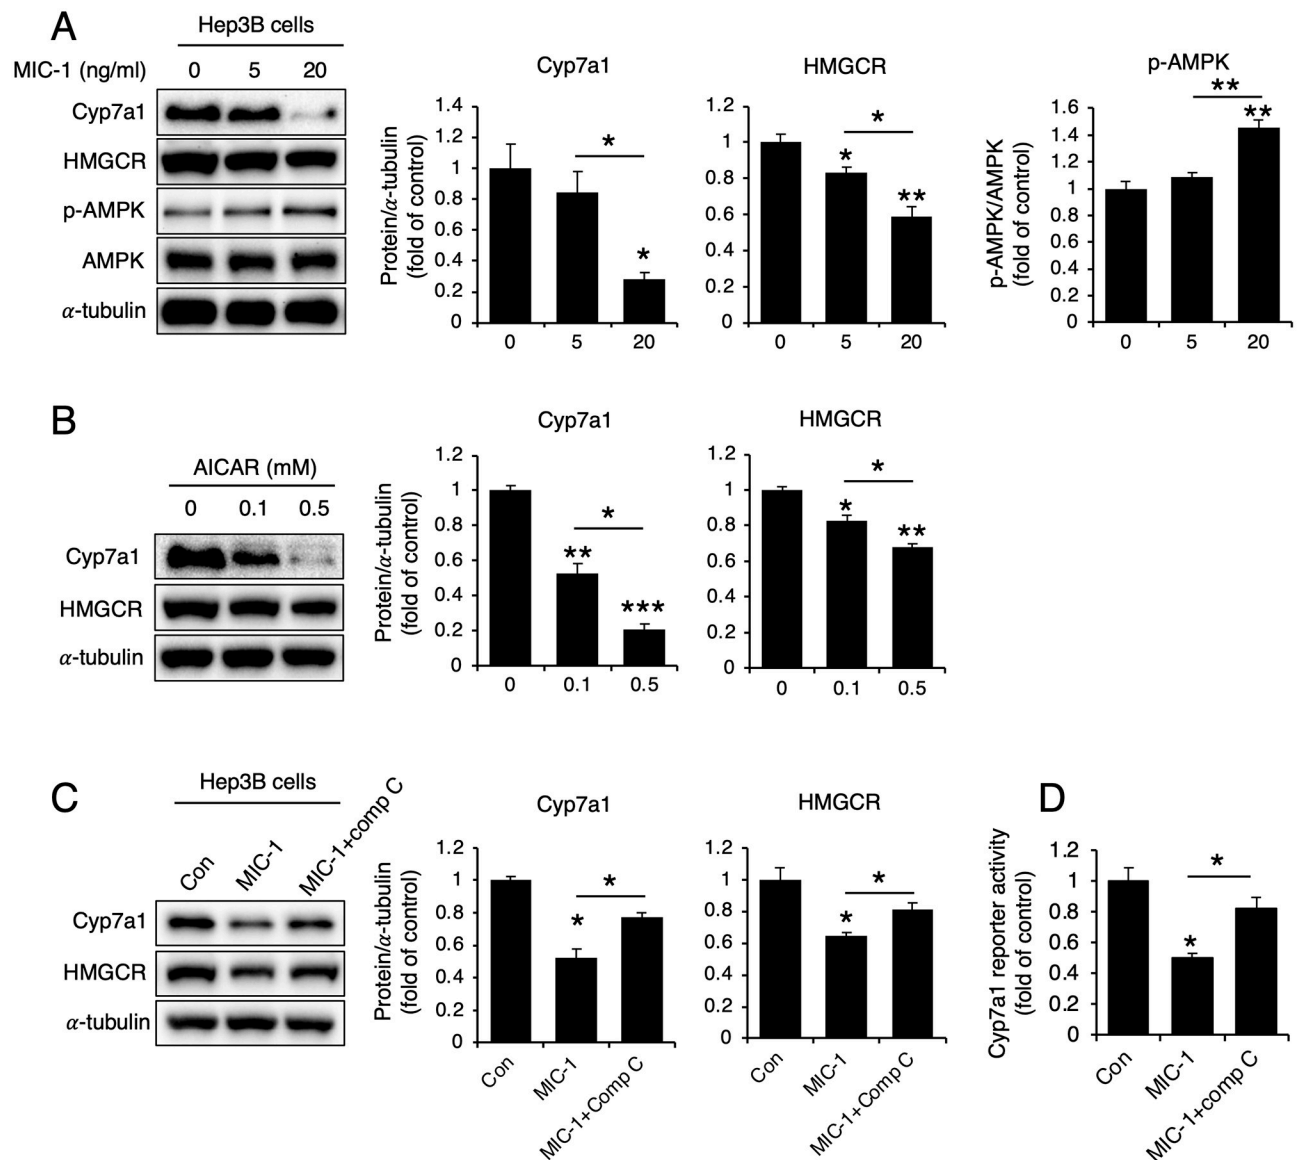 A
Hep3B cells
MIC-1 (ng/ml) 0 5 20
Cyp7a1
HMGCR
p-AMPK
AMPK
α-tubulin
Cyp7a1
Protein/α-tubulin
(fold of control)
1.4
1.2
1
0.8
0.6
0.4
0.2
0
*
*
0 5 20
HMGCR
1.2
1
0.8
0.6
0.4
0.2
0
*
*
**
0 5 20
p-AMPK
p-AMPK/AMPK
(fold of control)
1.6
1.4
1.2
1
0.8
0.6
0.4
0.2
0
**
**
0 5 20
B
AICAR (mM)
0 0.1 0.5
Cyp7a1
HMGCR
α-tubulin
Cyp7a1
Protein/α-tubulin
(fold of control)
1.2
1
0.8
0.6
0.4
0.2
0
*
**
***
0 0.1 0.5
HMGCR
1.2
1
0.8
0.6
0.4
0.2
0
*
*
**
0 0.1 0.5
C
Hep3B cells
Con MIC-1 MIC-1+comp C
Cyp7a1
HMGCR
α-tubulin
Cyp7a1
Protein/α-tubulin
(fold of control)
1.2
1
0.8
0.6
0.4
0.2
0
*
*
Con MIC-1 MIC-1+Comp C
HMGCR
1.2
1
0.8
0.6
0.4
0.2
0
*
*
Con MIC-1 MIC-1+Comp C
D
Cyp7a1 reporter activity
(fold of control)
1.2
1
0.8
0.6
0.4
0.2
0
*
*
Con MIC-1 MIC-1+comp C